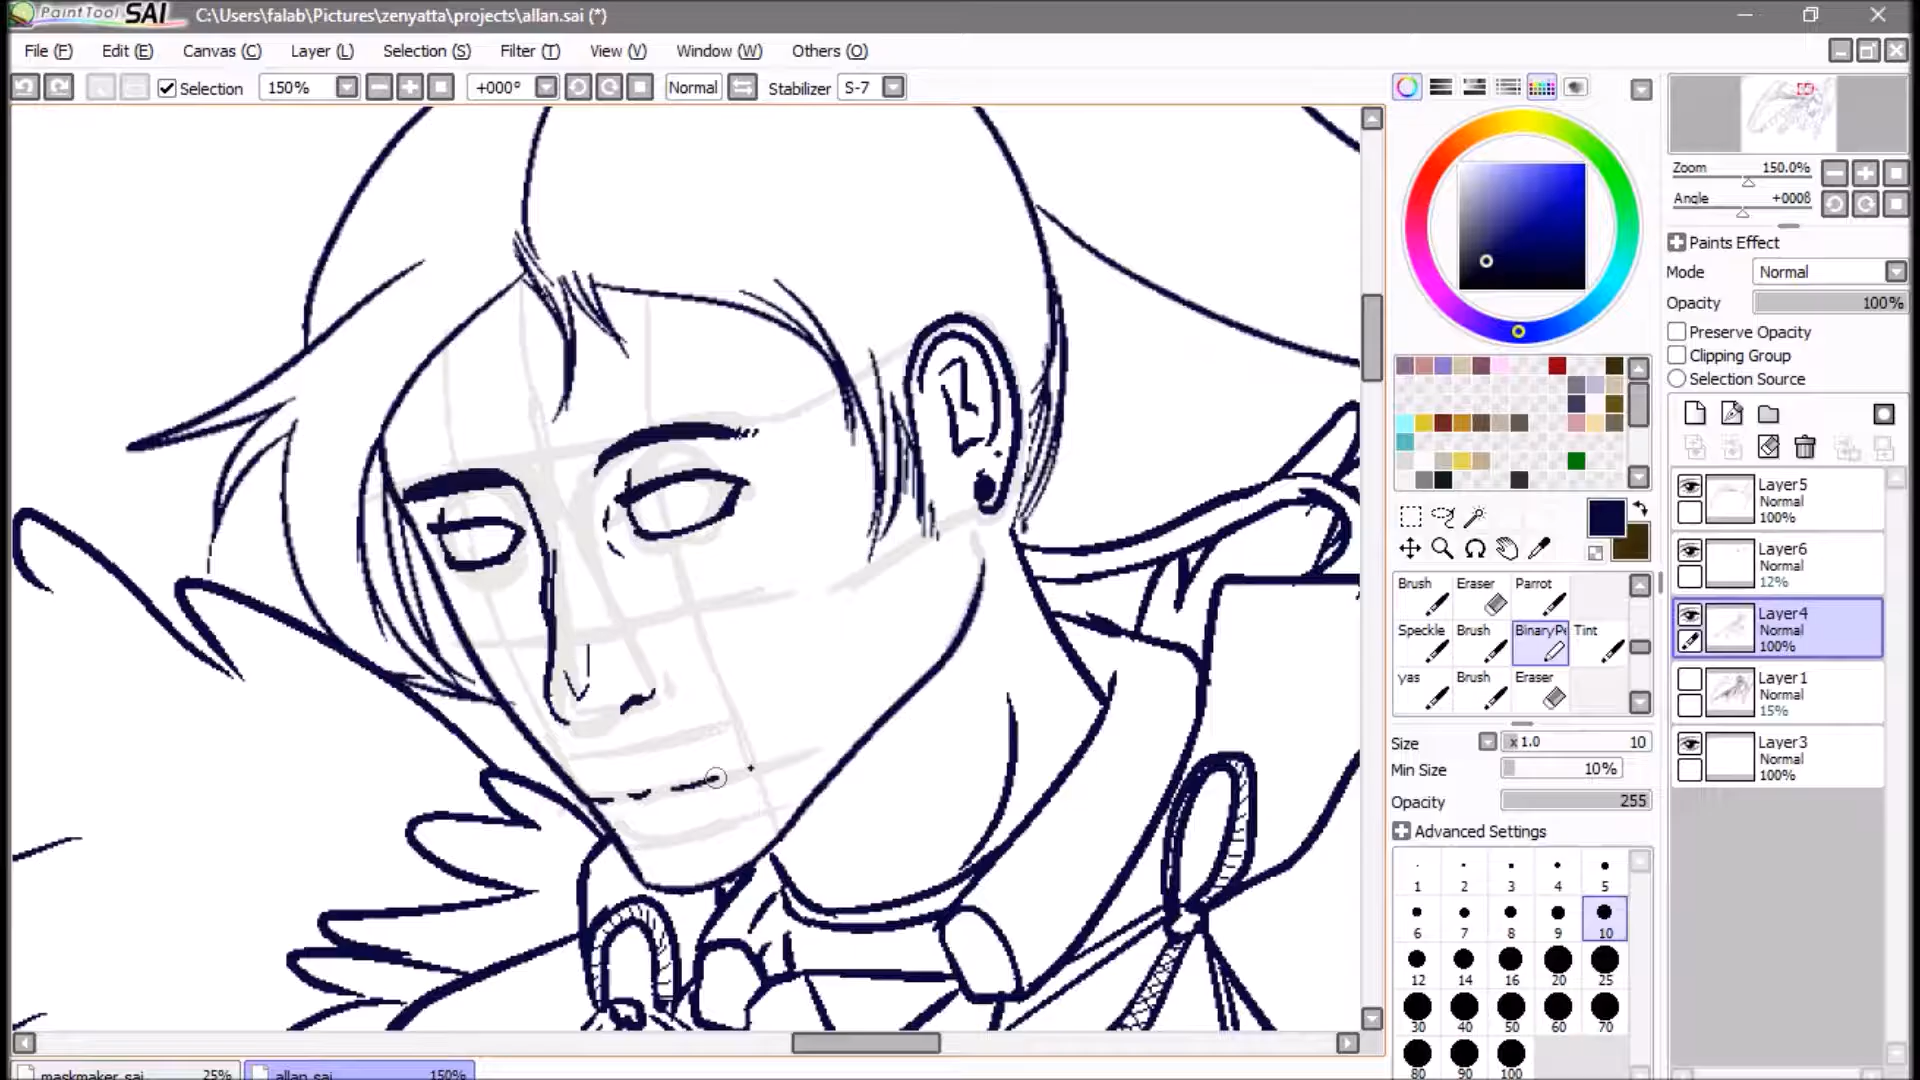 PaintTool SAI C:\Users\falab\Pictures\zenyatta\projects\allan.sai (*)
File (F) Edit (E) Canvas (C) Layer (L) Selection (S) Filter (T) View (V) Window (W) Others (O)
Selection 150% +000° Normal Stabilizer S-7
Zoom 150.0%
Angle +000
Paints Effect
Mode Normal
Opacity 100%
Preserve Opacity
Clipping Group
Selection Source
Layer5
Normal
100%
Layer6
Normal
12%
Layer4
Normal
100%
Layer1
Normal
15%
Layer3
Normal
100%
Brush Eraser Parrot
Speckle Brush BinaryPe Tint
yas Brush Eraser
Size x 1.0 10
Min Size 10%
Opacity 255
Advanced Settings
1 2 3 4 5
6 7 8 9 10
12 14 16 20 25
30 40 50 60 70
80 90 100
maskmaker.sai 25% allan.sai 150%